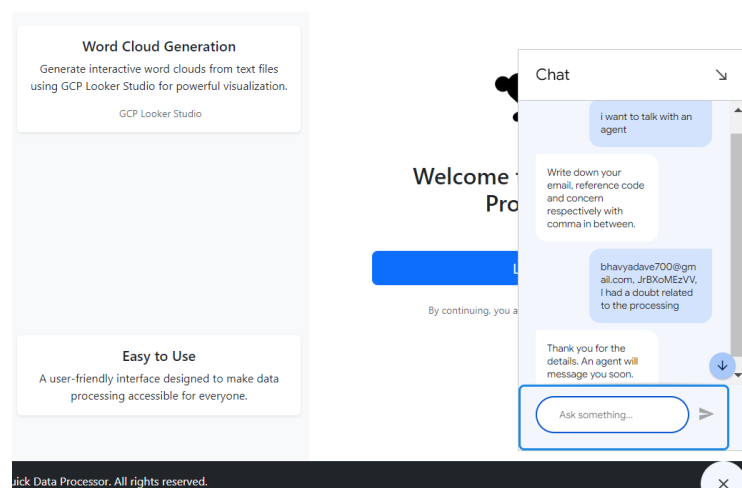 Word Cloud Generation
Generate interactive word clouds from text files
using GCP Looker Studio for powerful visualization.
GCP Looker Studio
Easy to Use
A user-friendly interface designed to make data
processing accessible for everyone.
Welcome
Pro
L
By continuing, you a
Chat
i want to talk with an
agent
Write down your
email, reference code
and concern
respectively with
comma in between.
bhavyadave700@gm
ail.com, JrBXoMEzVV,
I had a doubt related
to the processing
Thank you for the
details. An agent will
message you soon.
Ask something...
uick Data Processor. All rights reserved.